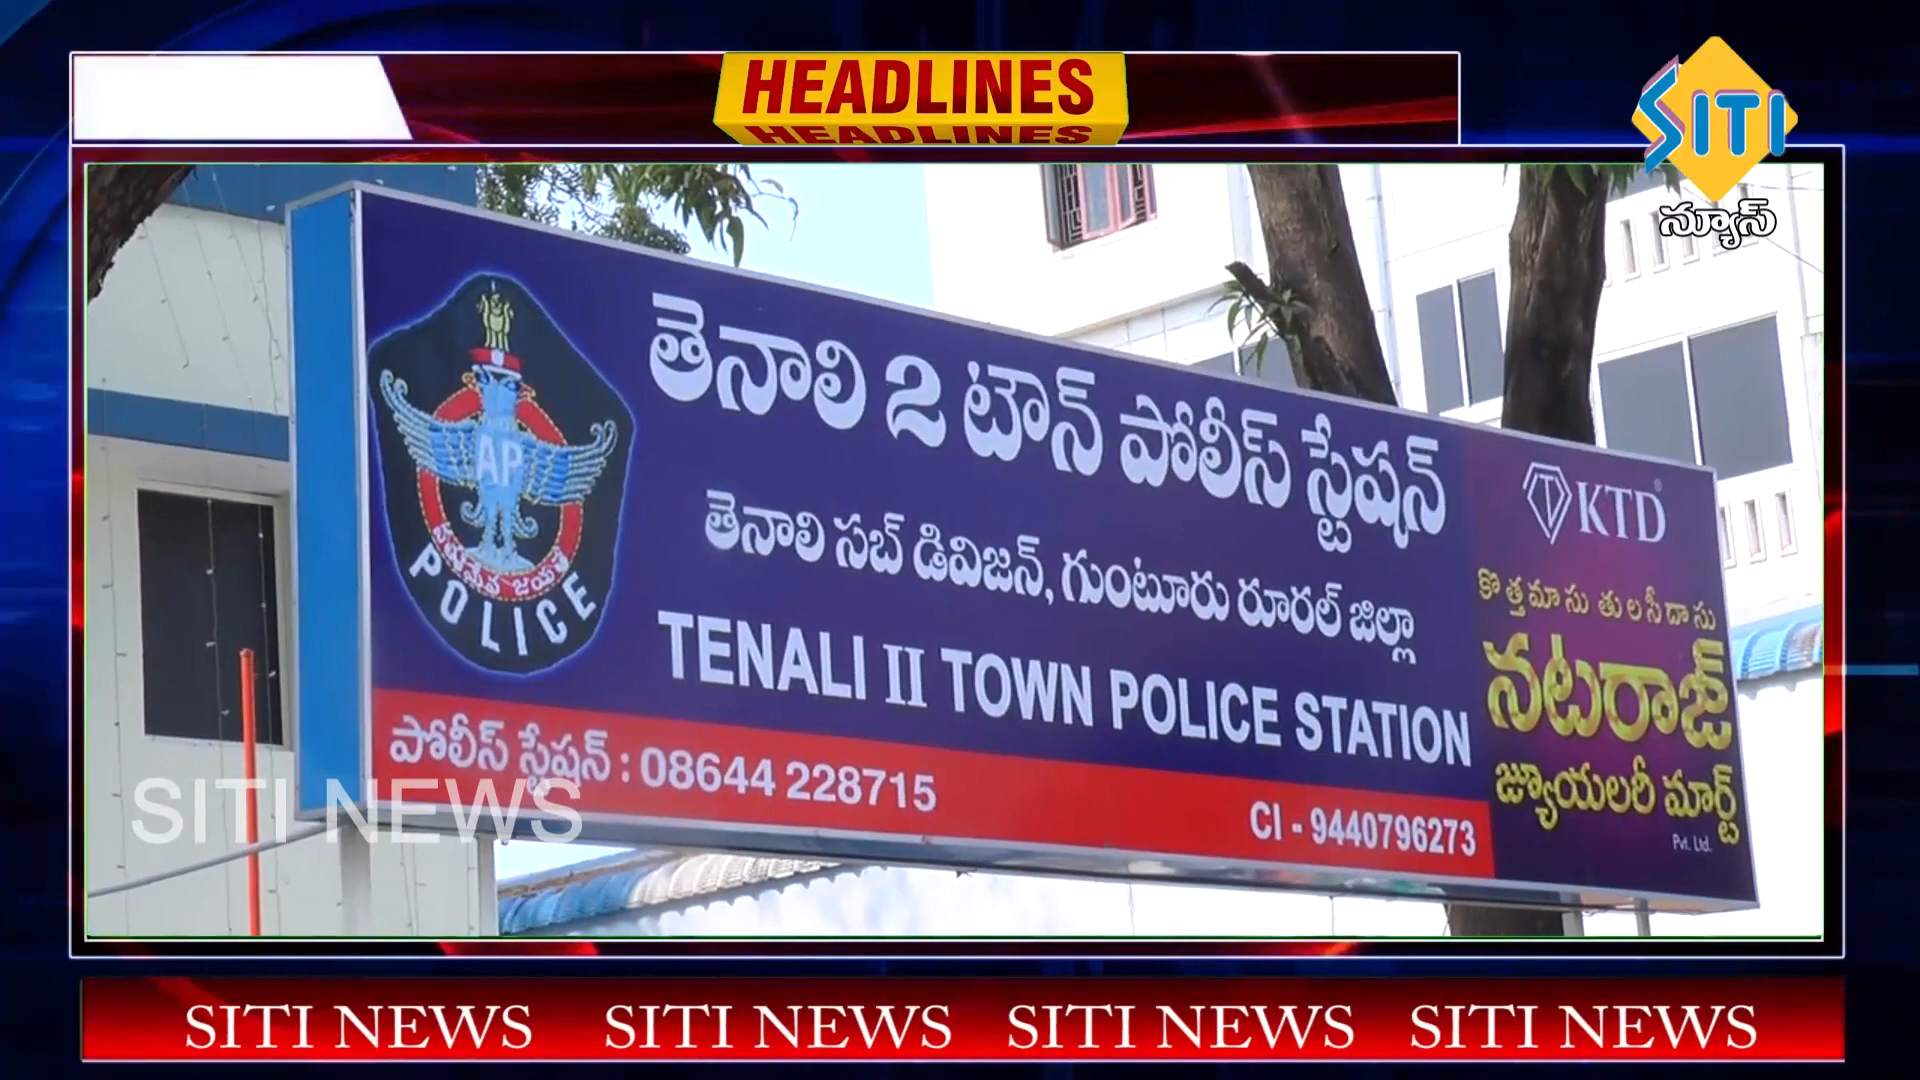 HEADLINES
SITI
న్యూస్
తెనాలి 2 టౌన్ పోలీస్ స్టేషన్
తెనాలి సబ్ డివిజన్, గుంటూరు రూరల్ జిల్లా
TENALI II TOWN POLICE STATION
పోలీస్ స్టేషన్ : 08644 228715
CI - 9440796273
AP
POLICE
KTD
కొత్తమాసు తులసీదాసు
నటరాజ్
జ్యూయలరీ మార్ట్
Pvt. Ltd.
SITI NEWS
SITI NEWS SITI NEWS SITI NEWS SITI NEWS